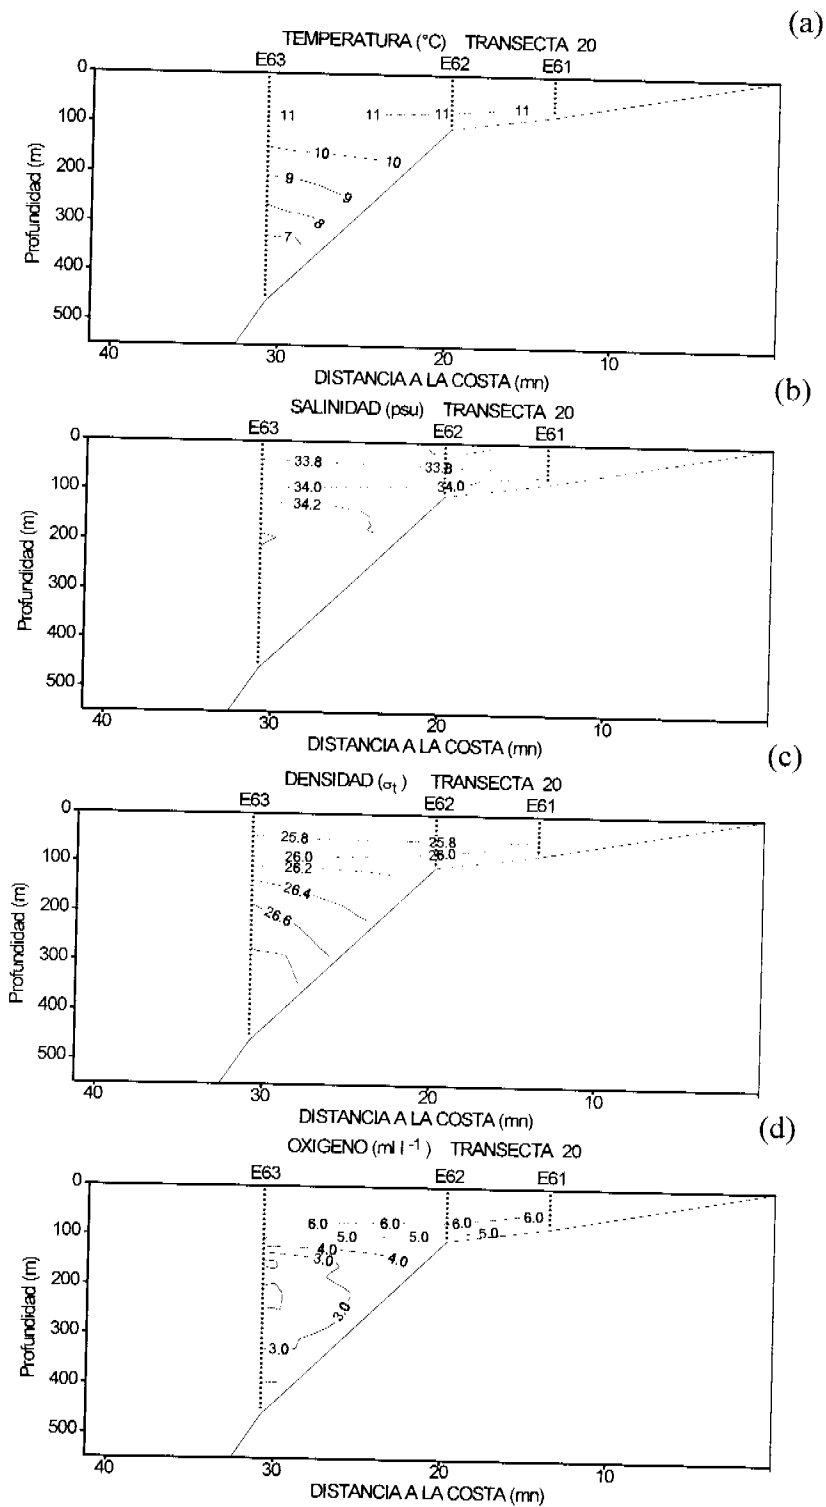 (a)
TEMPERATURA (°C) TRANSECTA 20
E63 E62 E61
0
100
200
300
400
500
Profundidad (m)
11 11 11 11
10 10
9 9
8
7
40 30 20 10
DISTANCIA A LA COSTA (mn)
(b)
SALINIDAD (psu) TRANSECTA 20
E63 E62 E61
0
100
200
300
400
500
Profundidad (m)
33.8 33.8
34.0 34.0
34.2
40 30 20 10
DISTANCIA A LA COSTA (mn)
(c)
DENSIDAD (σt) TRANSECTA 20
E63 E62 E61
0
100
200
300
400
500
Profundidad (m)
25.8 25.8
26.0 26.0
26.2
26.4
26.6
40 30 20 10
DISTANCIA A LA COSTA (mn)
(d)
OXIGENO (ml l -1) TRANSECTA 20
E63 E62 E61
0
100
200
300
400
500
Profundidad (m)
6.0 6.0 6.0 6.0
5.0 5.0 5.0
4.0 4.0
3.0
3.0
3.0
40 30 20 10
DISTANCIA A LA COSTA (mn)